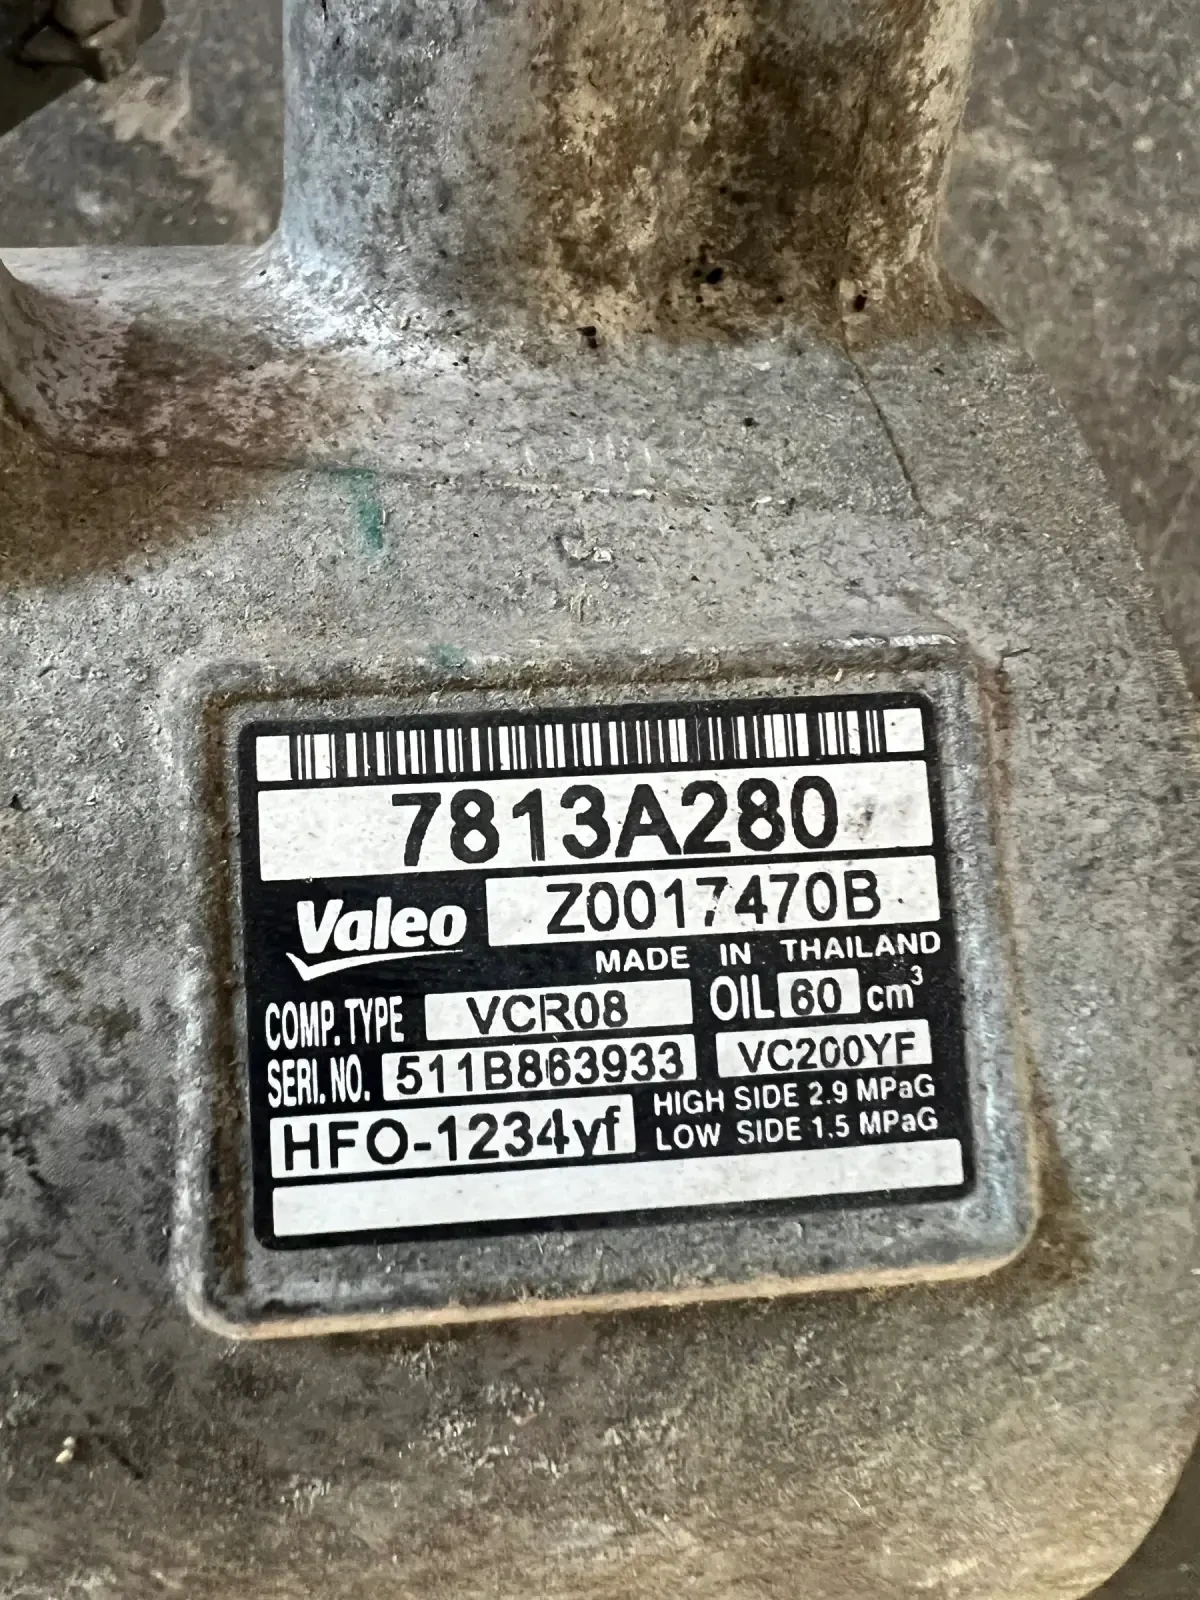 7813A280
Valeo Z0017470B
MADE IN THAILAND
COMP. TYPE VCR08 OIL 60 cm³
SERI. NO. 511B863933 VC200YF
HFO-1234yf HIGH SIDE 2.9 MPaG
LOW SIDE 1.5 MPaG